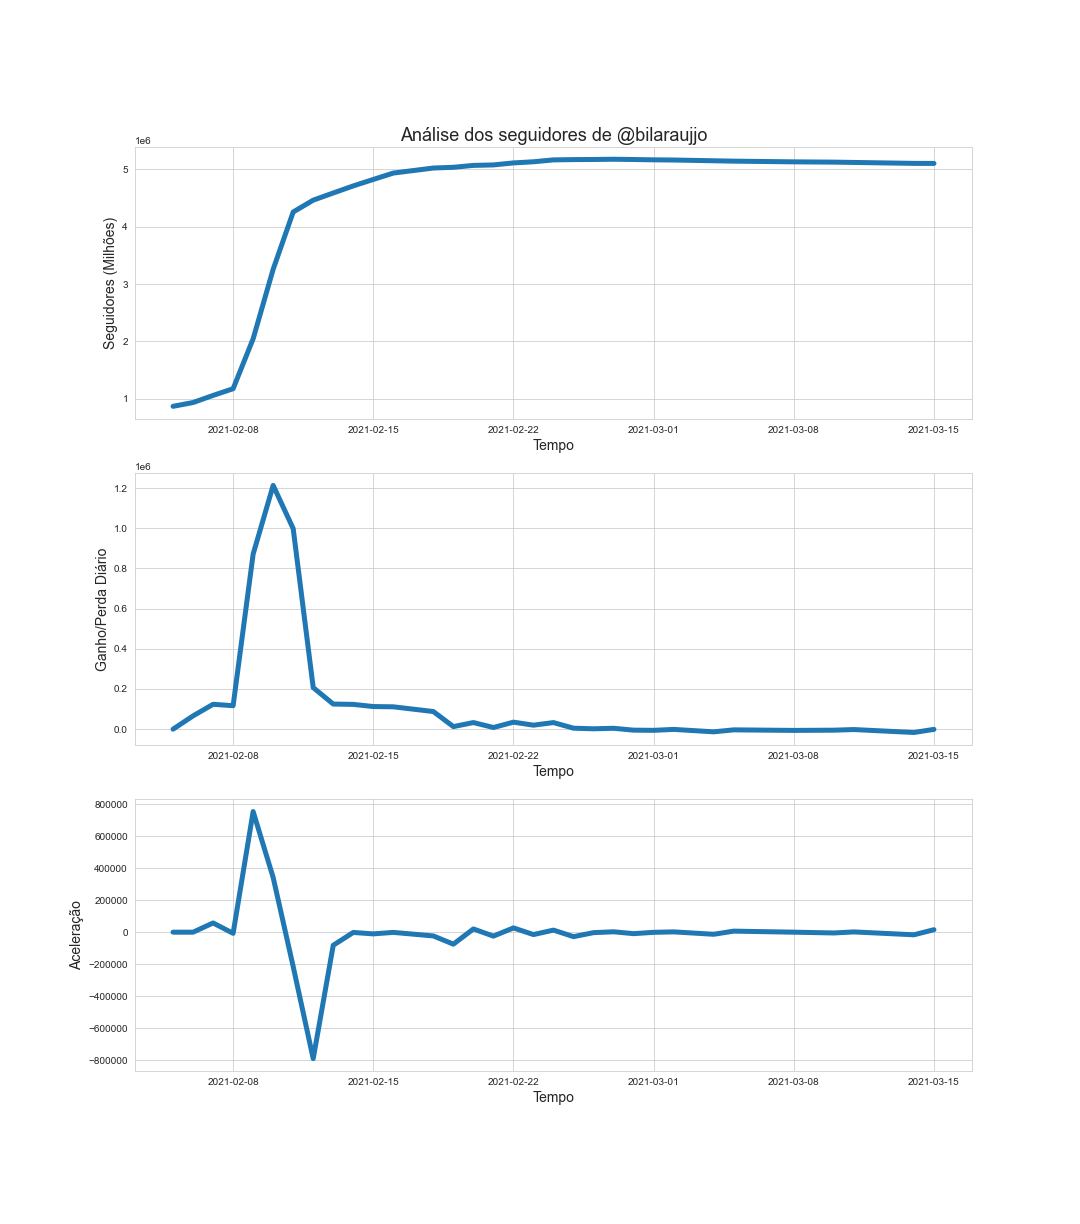 Análise dos seguidores de @bilaraujjo
1e6
5
4
3
2
1
Seguidores (Milhões)
2021-02-08 2021-02-15 2021-02-22 2021-03-01 2021-03-08 2021-03-15
Tempo
1e6
1.2
1.0
0.8
0.6
0.4
0.2
0.0
Ganho/Perda Diário
2021-02-08 2021-02-15 2021-02-22 2021-03-01 2021-03-08 2021-03-15
Tempo
800000
600000
400000
200000
0
−200000
−400000
−600000
−800000
Aceleração
2021-02-08 2021-02-15 2021-02-22 2021-03-01 2021-03-08 2021-03-15
Tempo